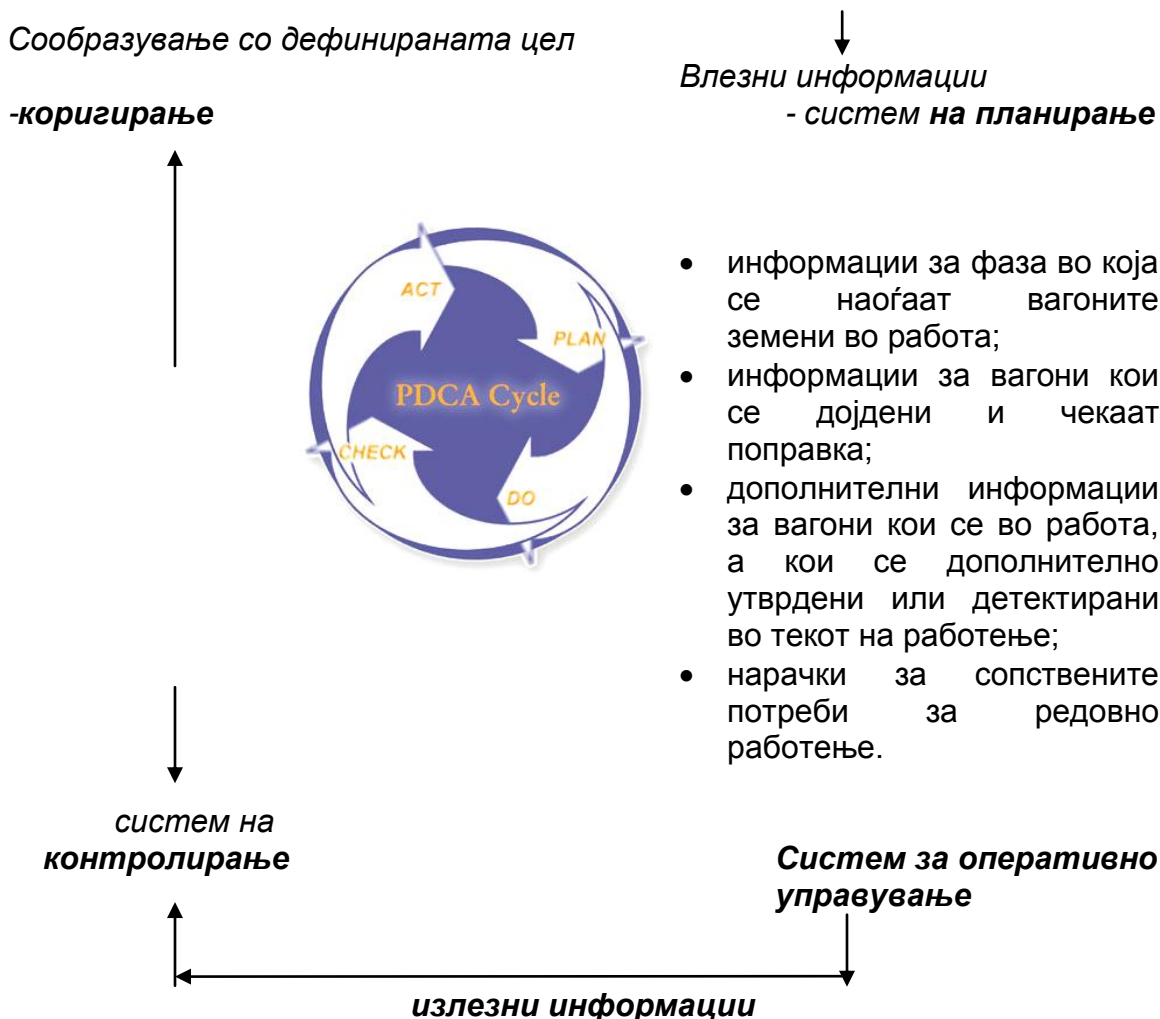 Сообразување со дефинираната цел
-коригирање
Влезни информации
- систем на планирање
ACT
PLAN
PDCA Cycle
CHECK
DO
• информации за фаза во која
се наоѓаат вагоните
земени во работа;
• информации за вагони кои
се дојдени и чекаат
поправка;
• дополнителни информации
за вагони кои се во работа,
а кои се дополнително
утврдени или детектирани
во текот на работење;
• нарачки за сопствените
потреби за редовно
работење.
систем на
контролирање
Систем за оперативно
управување
излезни информации